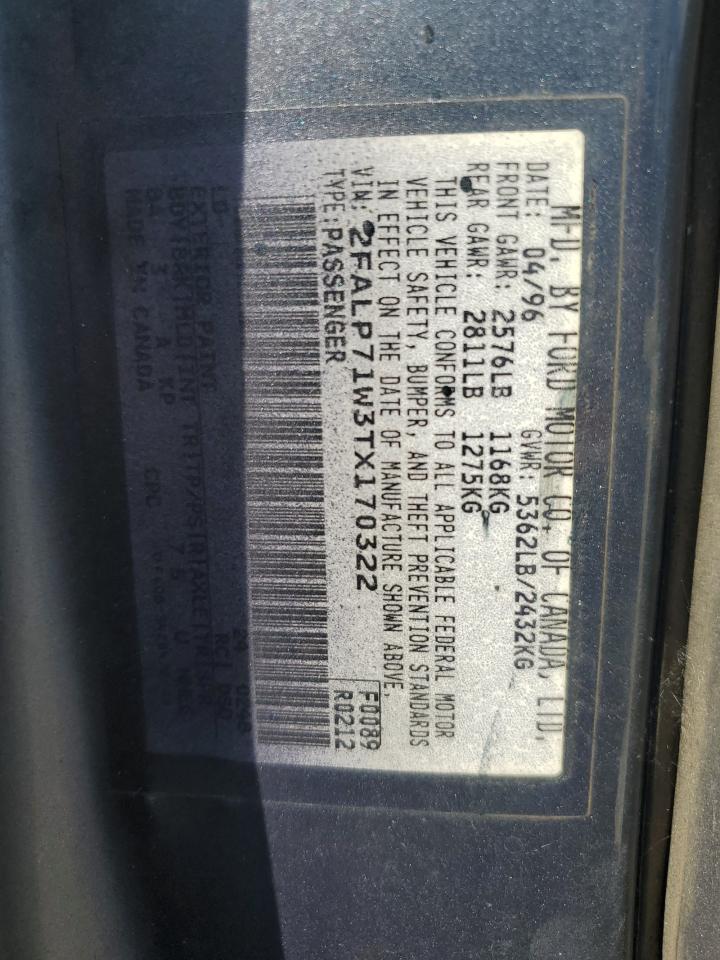 MFD. BY FORD MOTOR CO. OF CANADA, LTD.
DATE: 04/96 GVWR: 5362LB/2432KG
FRONT GAWR: 2576LB 1168KG
REAR GAWR: 2811LB 1275KG
THIS VEHICLE CONFORMS TO ALL APPLICABLE FEDERAL MOTOR
VEHICLE SAFETY, BUMPER, AND THEFT PREVENTION STANDARDS
IN EFFECT ON THE DATE OF MANUFACTURE SHOWN ABOVE.
VIN: 2FALP71W3TX170322
TYPE: PASSENGER
F0089
R0212
EXTERIOR PAINT
MADE IN CANADA